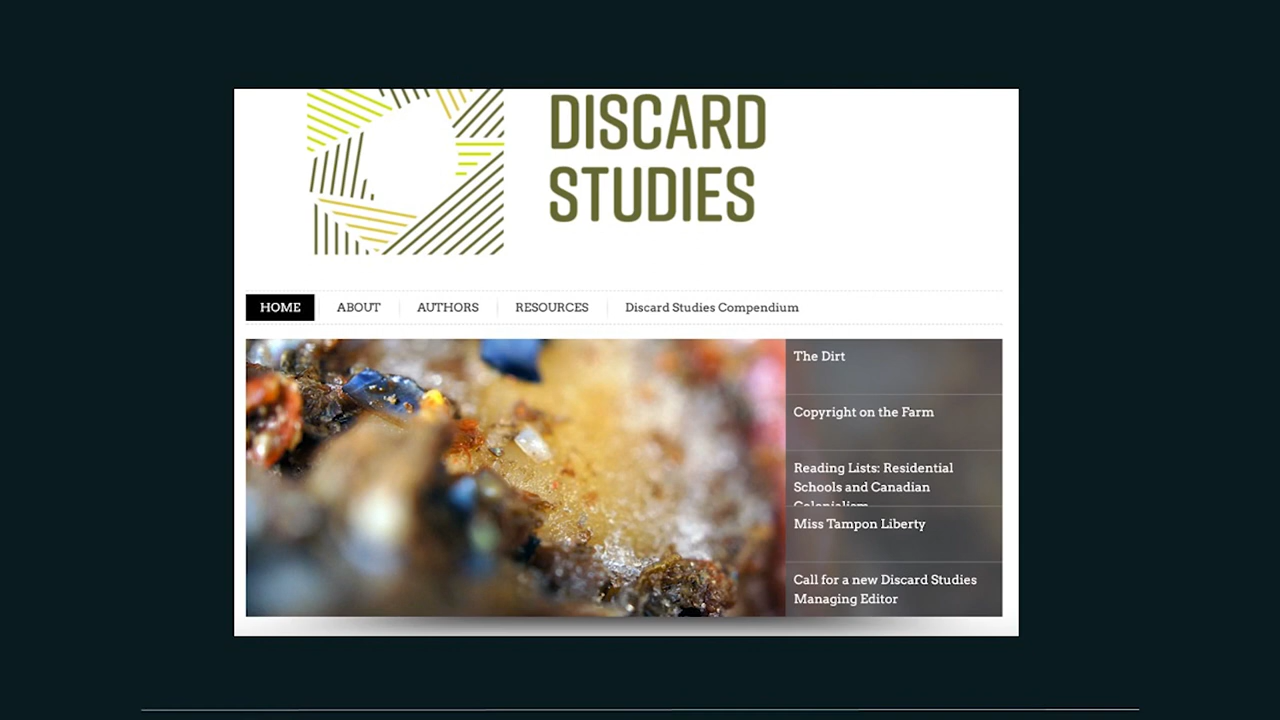 DISCARD
STUDIES
HOME ABOUT AUTHORS RESOURCES Discard Studies Compendium
The Dirt
Copyright on the Farm
Reading Lists: Residential
Schools and Canadian
Colonialism
Miss Tampon Liberty
Call for a new Discard Studies
Managing Editor